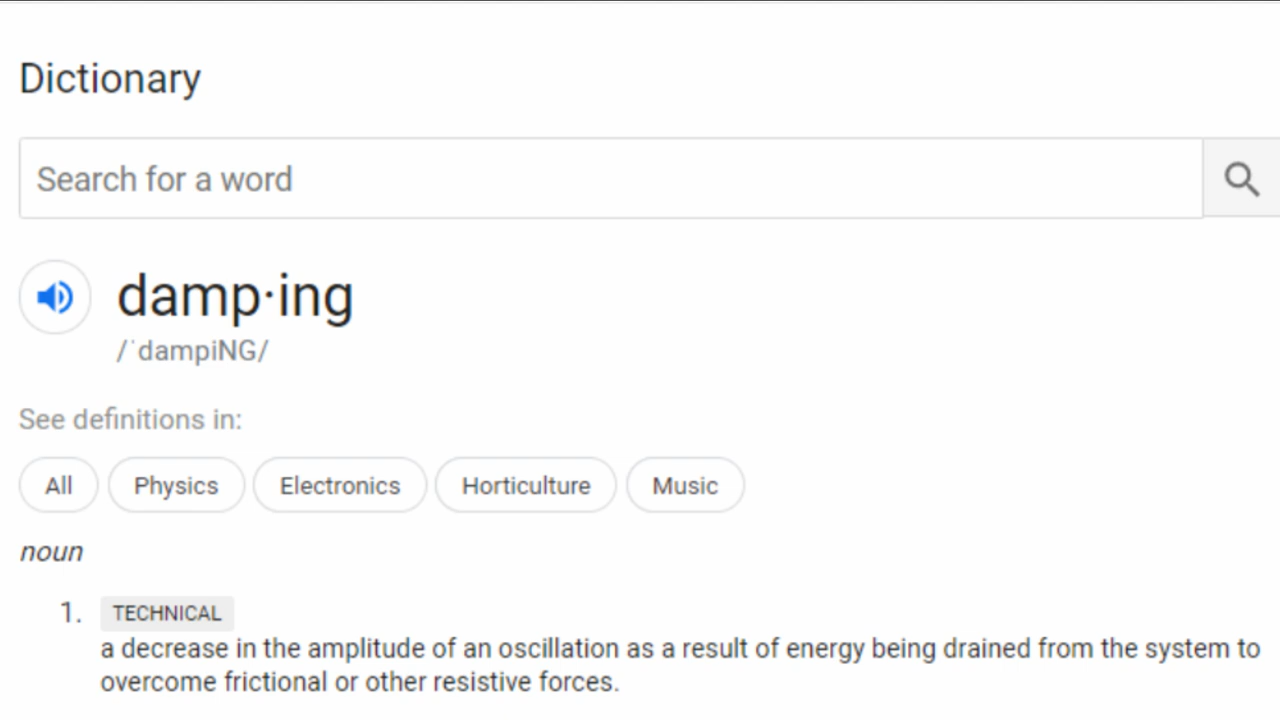 Dictionary
Search for a word
damp·ing
/ˈdampiNG/
See definitions in:
All Physics Electronics Horticulture Music
noun
1. TECHNICAL
a decrease in the amplitude of an oscillation as a result of energy being drained from the system to
overcome frictional or other resistive forces.